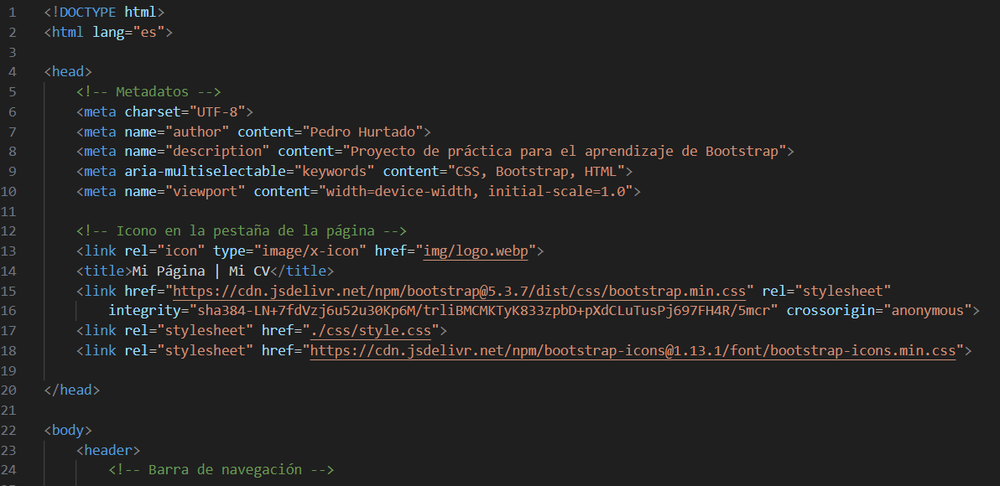 1 <!DOCTYPE html>
2 <html lang="es">
3
4 <head>
5 <!-- Metadatos -->
6 <meta charset="UTF-8">
7 <meta name="author" content="Pedro Hurtado">
8 <meta name="description" content="Proyecto de práctica para el aprendizaje de Bootstrap">
9 <meta aria-multiselectable="keywords" content="CSS, Bootstrap, HTML">
10 <meta name="viewport" content="width=device-width, initial-scale=1.0">
11
12 <!-- Icono en la pestaña de la página -->
13 <link rel="icon" type="image/x-icon" href="img/logo.webp">
14 <title>Mi Página | Mi CV</title>
15 <link href="https://cdn.jsdelivr.net/npm/bootstrap@5.3.7/dist/css/bootstrap.min.css" rel="stylesheet"
16 integrity="sha384-LN+7fdVzj6u52u30Kp6M/trliBMCMKTyK833zpbD+pXdCLuTusPj697FH4R/5mcr" crossorigin="anonymous">
17 <link rel="stylesheet" href="./css/style.css">
18 <link rel="stylesheet" href="https://cdn.jsdelivr.net/npm/bootstrap-icons@1.13.1/font/bootstrap-icons.min.css">
19
20 </head>
21
22 <body>
23 <header>
24 <!-- Barra de navegación -->